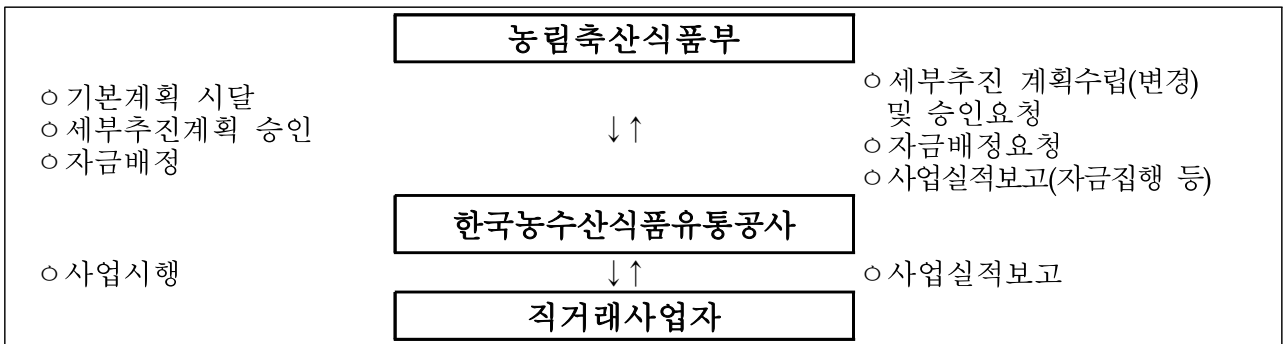 농림축산식품부
ㅇ기본계획 시달
ㅇ세부추진계획 승인
ㅇ자금배정
↓↑
ㅇ세부추진 계획수립(변경)
및 승인요청
ㅇ자금배정요청
ㅇ사업실적보고(자금집행 등)
한국농수산식품유통공사
ㅇ사업시행
↓↑
ㅇ사업실적보고
직거래사업자